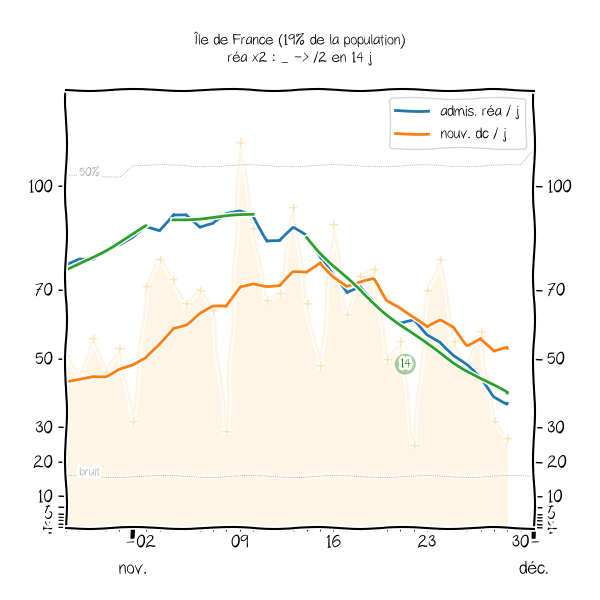 Île de France (19% de la population)
réa x2 : _ -> /2 en 14 j
admis. réa / j
nouv. dc / j
50%
100
100
70
70
14
50
50
30
30
20
20
bruit
10
10
02
09
16
23
30
nov.
déc.